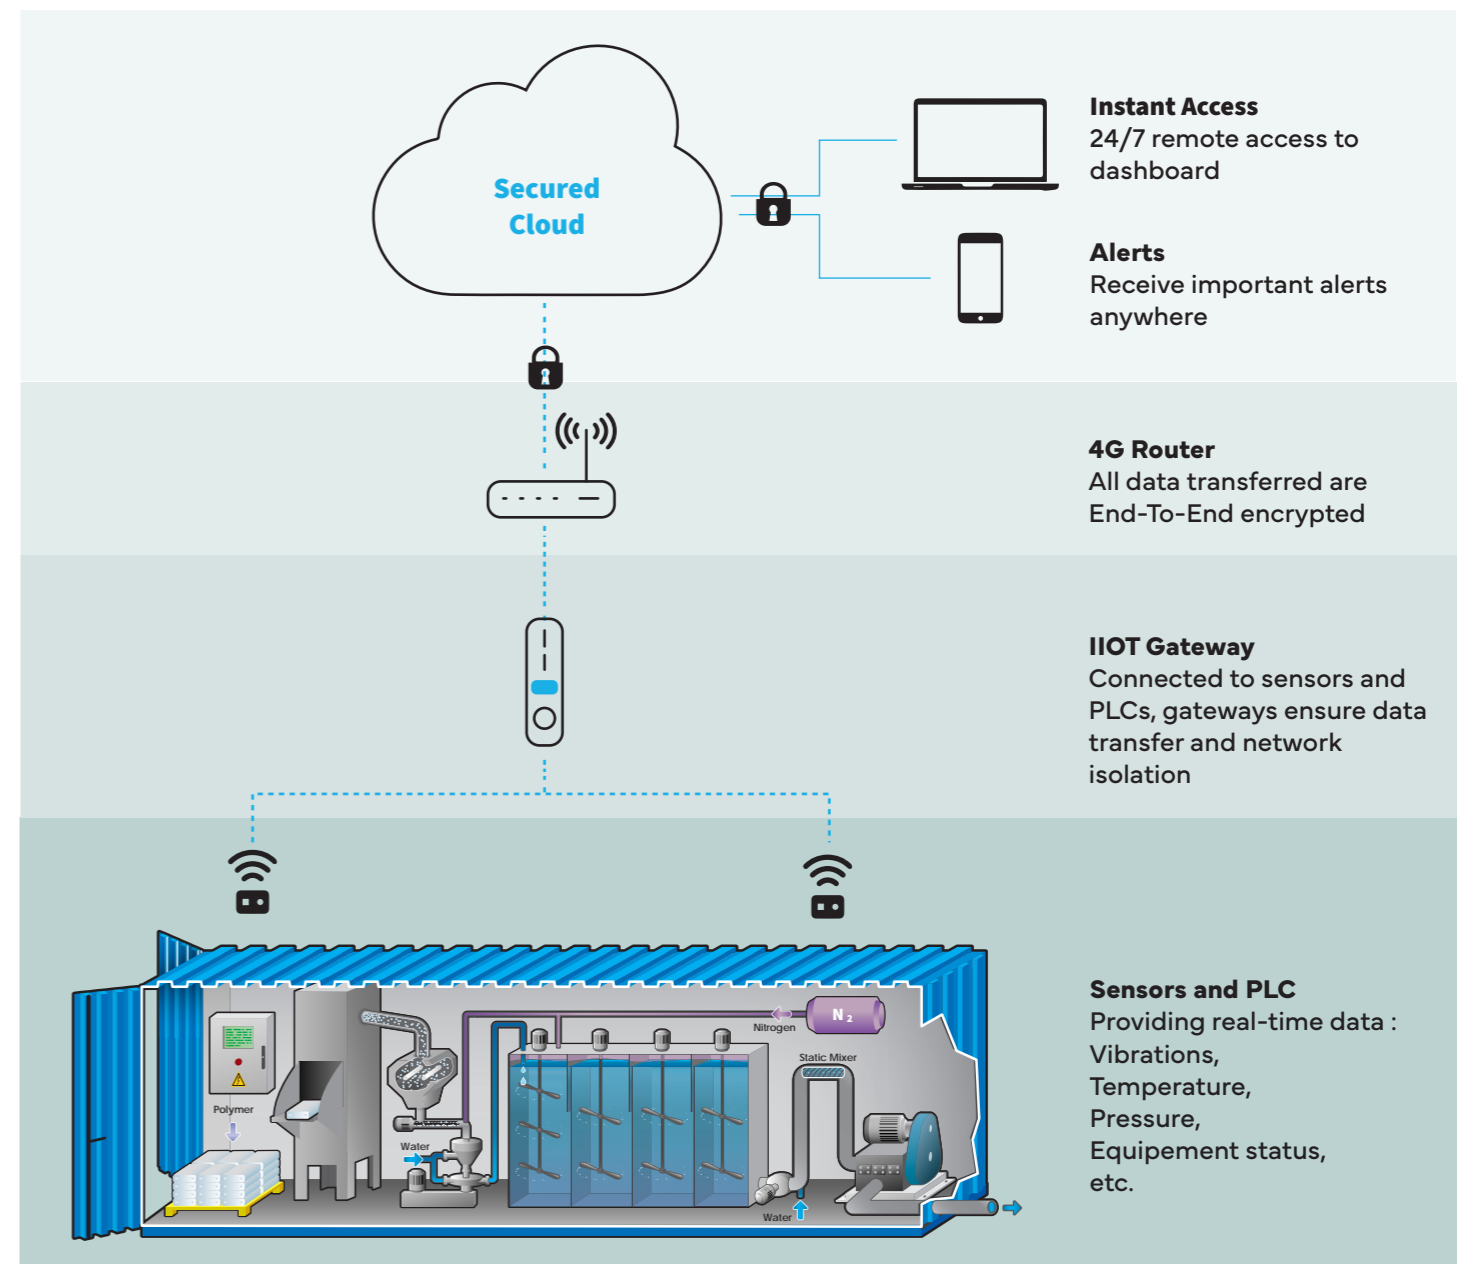 Secured
Cloud
Instant Access
24/7 remote access to
dashboard
Alerts
Receive important alerts
anywhere
4G Router
All data transferred are
End-To-End encrypted
IIOT Gateway
Connected to sensors and
PLCs, gateways ensure data
transfer and network
isolation
Sensors and PLC
Providing real-time data :
Vibrations,
Temperature,
Pressure,
Equipement status,
etc.
N 2
Nitrogen
Static Mixer
Polymer
Water
Water